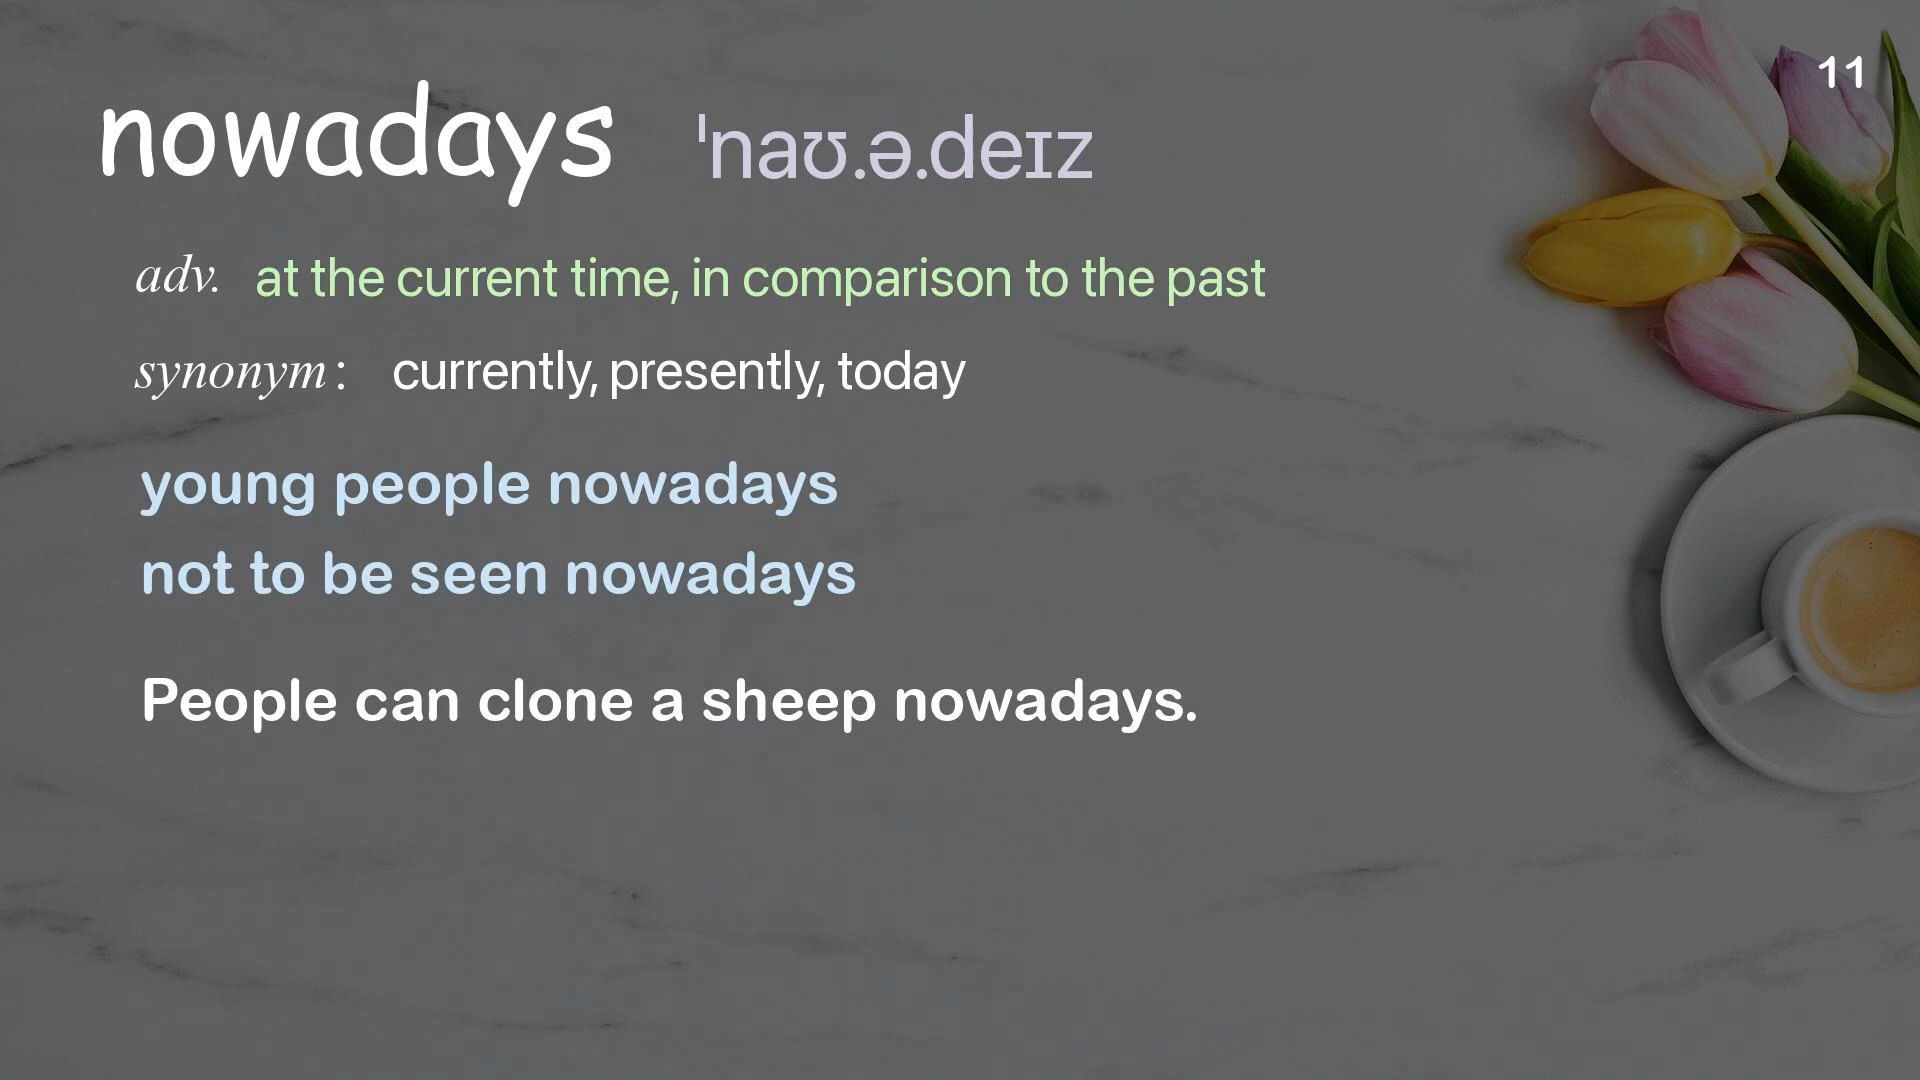 11
nowadays ˈnaʊ.ə.deɪz
adv. at the current time, in comparison to the past
synonym: currently, presently, today
young people nowadays
not to be seen nowadays
People can clone a sheep nowadays.